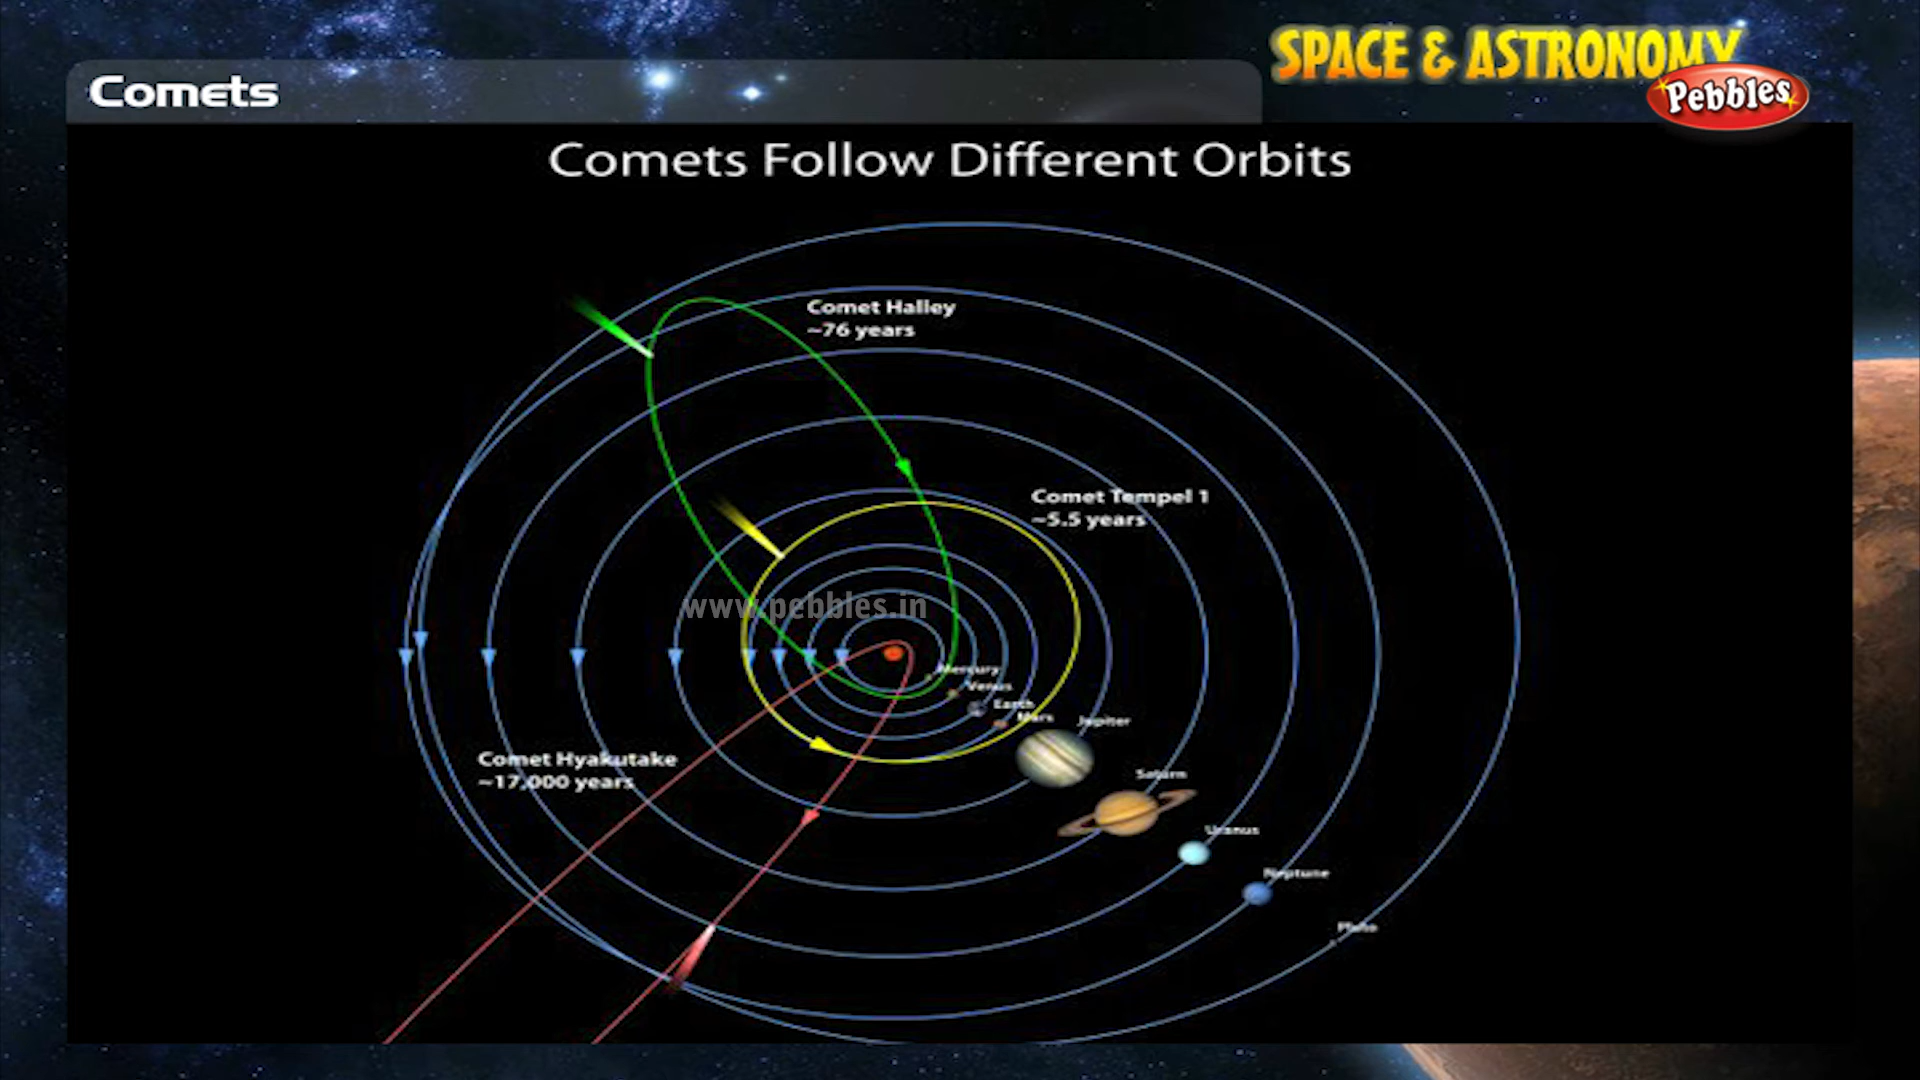 SPACE & ASTRONOMY
Pebbles
Comets
Comets Follow Different Orbits
Comet Halley
~76 years
Comet Tempel 1
~5.5 years
www.pebbles.in
Mercury
Venus
Earth
Mars
Jupiter
Comet Hyakutake
~17,000 years
Saturn
Uranus
Neptune
Pluto